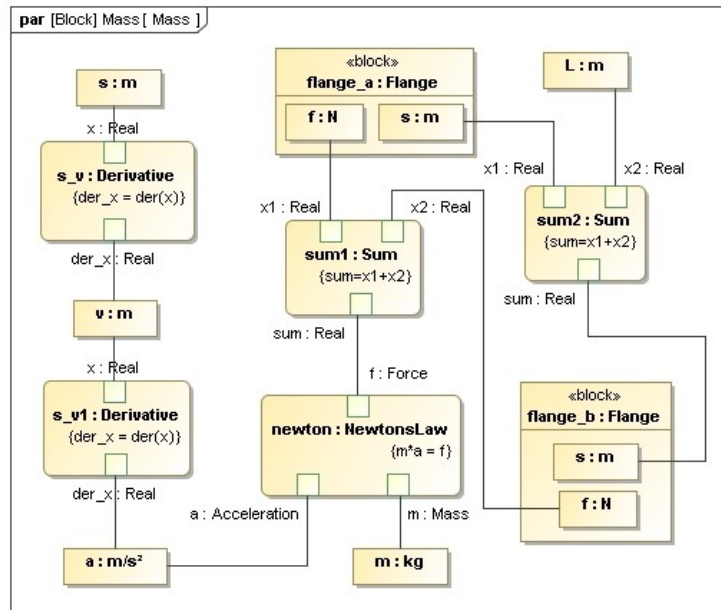 par [Block] Mass [ Mass ]
s : m
x : Real
s_v : Derivative
{der_x = der(x)}
der_x : Real
v : m
x : Real
s_v1 : Derivative
{der_x = der(x)}
der_x : Real
a : m/s²
«block»
flange_a : Flange
f : N
s : m
L : m
x1 : Real
x2 : Real
sum1 : Sum
{sum=x1+x2}
sum : Real
x1 : Real
x2 : Real
sum2 : Sum
{sum=x1+x2}
sum : Real
f : Force
newton : NewtonsLaw
{m*a = f}
a : Acceleration
m : Mass
m : kg
«block»
flange_b : Flange
s : m
f : N